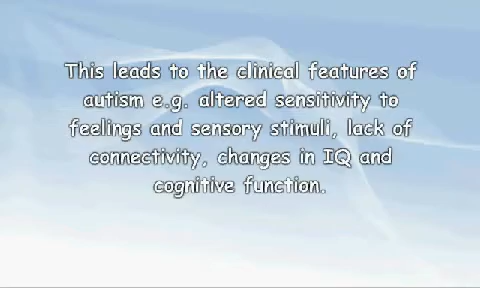 This leads to the clinical features of
autism e.g. altered sensitivity to
feelings and sensory stimuli, lack of
connectivity, changes in IQ and
cognitive function.